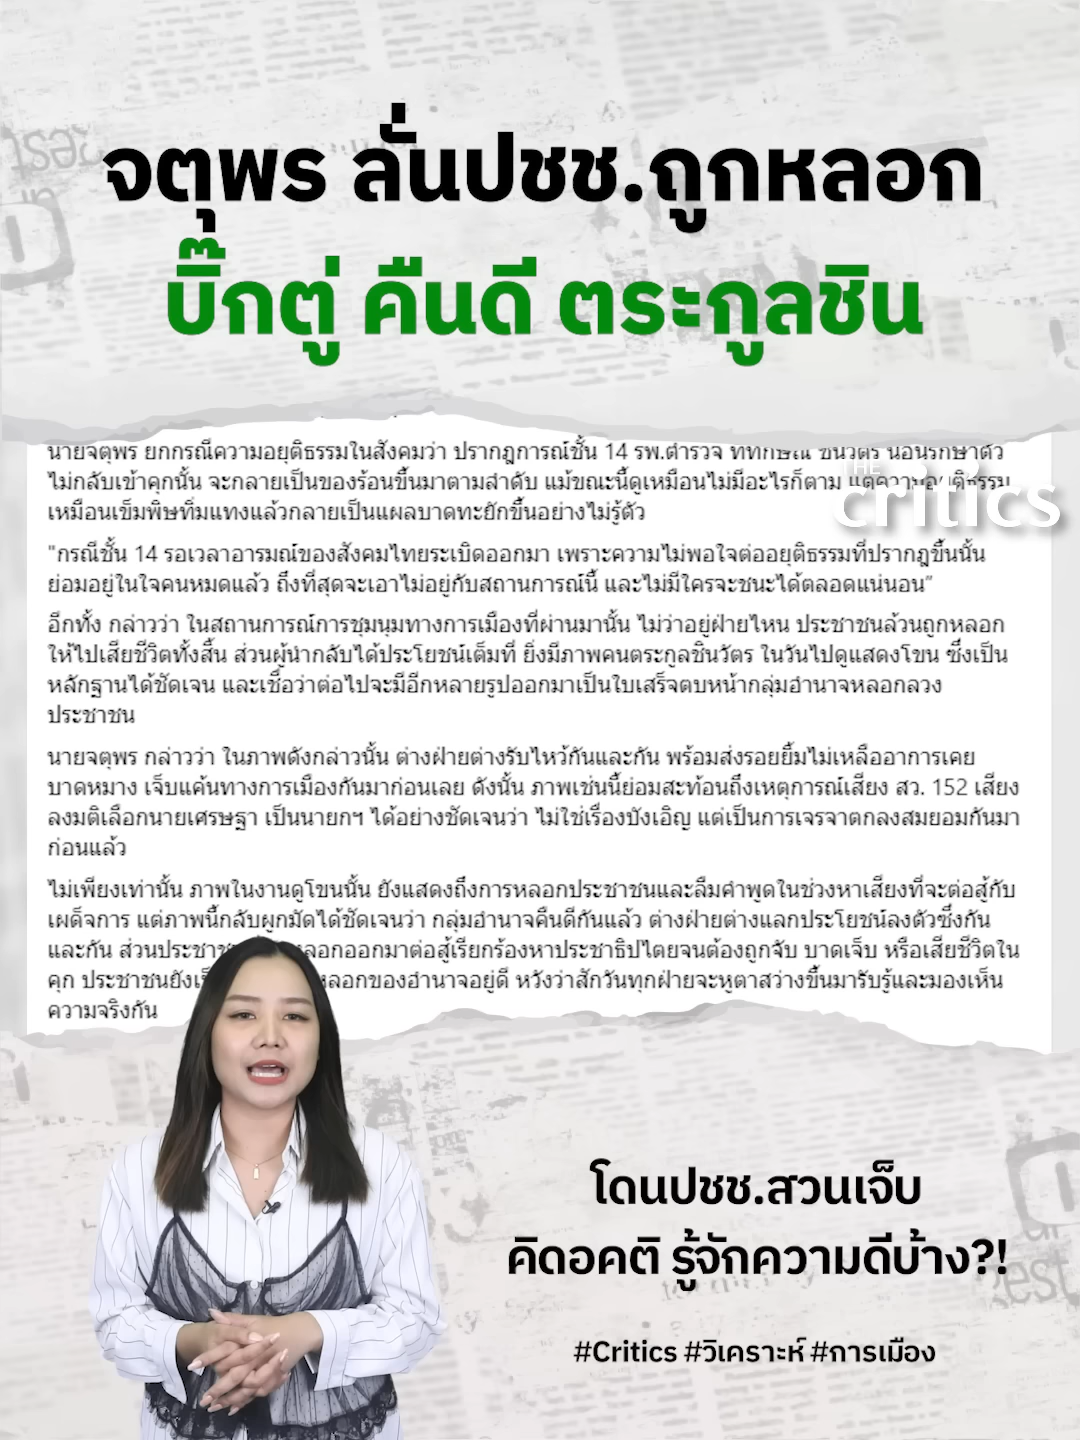 จตุพร ลั่นปชช.ถูกหลอก
บิ๊กตู่ คืนดี ตระกูลชิน
นายจตุพร ยกกรณีความอยุติธรรมในสังคมว่า ปรากฏการณ์ชั้น 14 รพ.ตำรวจ ที่ทักษิณ ชินวัตร นอนรักษาตัว
ไม่กลับเข้าคุกนั้น จะกลายเป็นของร้อนขึ้นมาตามลำดับ แม้ขณะนี้ดูเหมือนไม่มีอะไรก็ตาม แต่ความอยุติธรรม
เหมือนเข็มพิษทิ่มแทงแล้วกลายเป็นแผลบาดทะยักขึ้นอย่างไม่รู้ตัว
THE
critics
"กรณีชั้น 14 รอเวลาอารมณ์ของสังคมไทยระเบิดออกมา เพราะความไม่พอใจต่ออยุติธรรมที่ปรากฏขึ้นนั้น
ย่อมอยู่ในใจคนหมดแล้ว ถึงที่สุดจะเอาไม่อยู่กับสถานการณ์นี้ และไม่มีใครจะชนะได้ตลอดแน่นอน"
อีกทั้ง กล่าวว่า ในสถานการณ์การชุมนุมทางการเมืองที่ผ่านมานั้น ไม่ว่าอยู่ฝ่ายไหน ประชาชนล้วนถูกหลอก
ให้ไปเสียชีวิตทั้งสิ้น ส่วนผู้นำกลับได้ประโยชน์เต็มที่ ยิ่งมีภาพคนตระกูลชินวัตร ในวันไปดูแสดงโขน ซึ่งเป็น
หลักฐานได้ชัดเจน และเชื่อว่าต่อไปจะมีอีกหลายรูปออกมาเป็นใบเสร็จตบหน้ากลุ่มอำนาจหลอกลวง
ประชาชน
นายจตุพร กล่าวว่า ในภาพดังกล่าวนั้น ต่างฝ่ายต่างรับไหว้กันและกัน พร้อมส่งรอยยิ้มไม่เหลืออาการเคย
บาดหมาง เจ็บแค้นทางการเมืองกันมาก่อนเลย ดังนั้น ภาพเช่นนี้ย่อมสะท้อนถึงเหตุการณ์เสียง สว. 152 เสียง
ลงมติเลือกนายเศรษฐา เป็นนายกฯ ได้อย่างชัดเจนว่า ไม่ใช่เรื่องบังเอิญ แต่เป็นการเจรจาตกลงสมยอมกันมา
ก่อนแล้ว
ไม่เพียงเท่านั้น ภาพในงานดูโขนนั้น ยังแสดงถึงการหลอกประชาชนและลืมคำพูดในช่วงหาเสียงที่จะต่อสู้กับ
เผด็จการ แต่ภาพนี้กลับผูกมัดได้ชัดเจนว่า กลุ่มอำนาจคืนดีกันแล้ว ต่างฝ่ายต่างแลกประโยชน์ลงตัวซึ่งกัน
และกัน ส่วนประชาช หลอกออกมาต่อสู้เรียกร้องหาประชาธิปไตยจนต้องถูกจับ บาดเจ็บ หรือเสียชีวิตใน
คุก ประชาชนยังเ หลอกของอำนาจอยู่ดี หวังว่าสักวันทุกฝ่ายจะหูตาสว่างขึ้นมารับรู้และมองเห็น
ความจริงกัน
โดนปชช.สวนเจ็บ
คิดอคติ รู้จักความดีบ้าง?!
#Critics #วิเคราะห์ #การเมือง